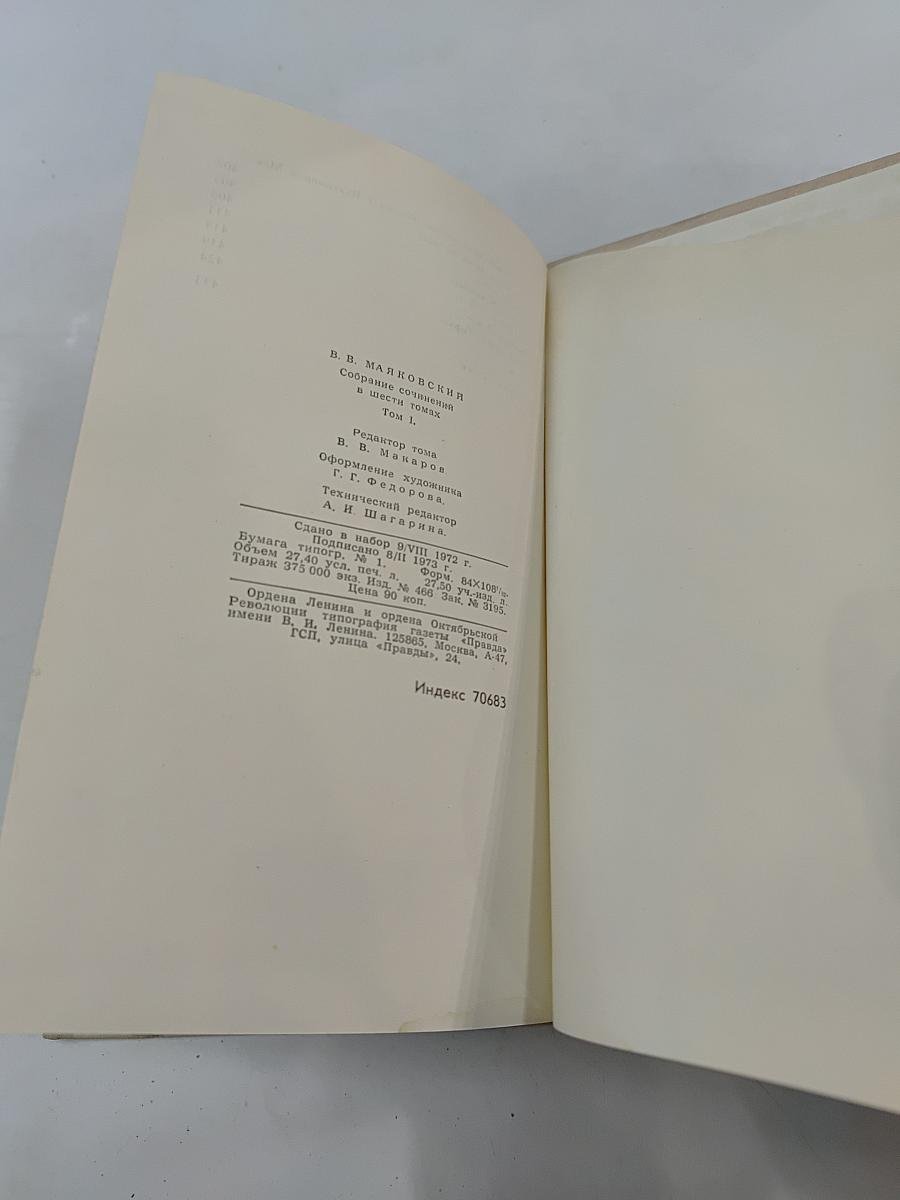 В. В. МАЯКОВСКИЙ
Собрание сочинений
в шести томах
Том 1.
Редактор тома
В. В. Макаров.
Оформление художника
Г. Г. Федорова.
Технический редактор
А. И. Шагарина.
Сдано в набор 9/VIII 1972 г.
Подписано 8/II 1973 г.
Бумага типогр. № 1. Форм. 84×108¹/₃₂.
Объем 27,40 усл. печ. л. 27,50 уч.-изд. л.
Тираж 375 000 экз. Изд. № 466 Зак. № 3195.
Цена 90 коп.
Ордена Ленина и ордена Октябрьской
Революции типография газеты «Правда»
имени В. И. Ленина. 125865, Москва, А-47,
ГСП, улица «Правды», 24.
Индекс 70683